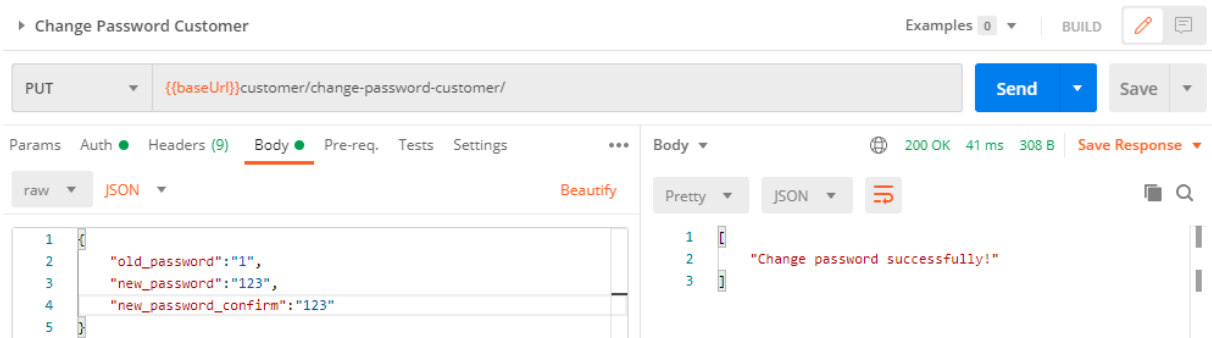 Change Password Customer
Examples 0 BUILD
PUT {{baseUrl}}customer/change-password-customer/ Send Save
Params Auth Headers (9) Body Pre-req. Tests Settings ••• Body 200 OK 41 ms 308 B Save Response
raw JSON Beautify Pretty JSON
1 {
2 "old_password":"1",
3 "new_password":"123",
4 "new_password_confirm":"123"
5 }
1 [
2 "Change password successfully!"
3 ]